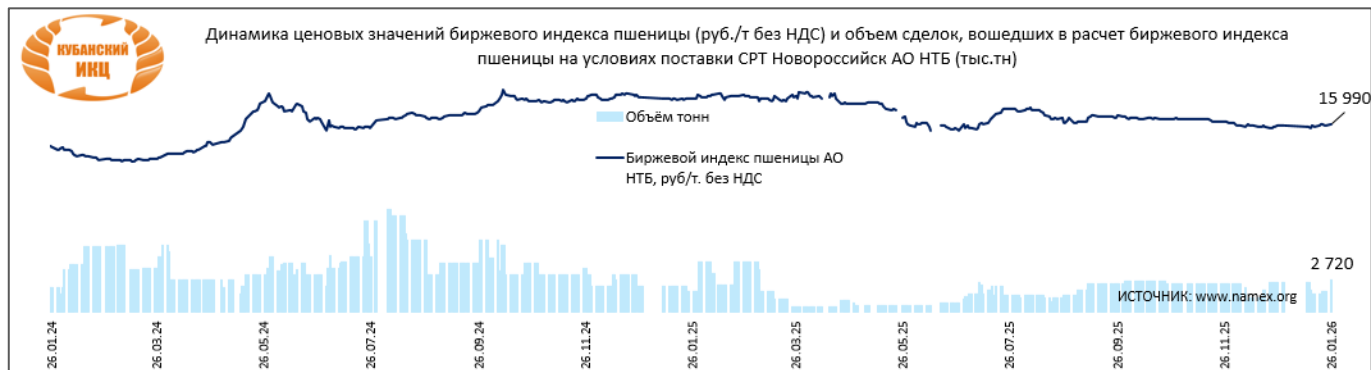 КУБАНСКИЙ
ИКЦ
Динамика ценовых значений биржевого индекса пшеницы (руб./т без НДС) и объем сделок, вошедших в расчет биржевого индекса
пшеницы на условиях поставки СРТ Новороссийск АО НТБ (тыс.тн)
15 990
Объём тонн
Биржевой индекс пшеницы АО
НТБ, руб/т. без НДС
2 720
ИСТОЧНИК: www.namex.org
26.01.24
26.03.24
26.05.24
26.07.24
26.09.24
26.11.24
26.01.25
26.03.25
26.05.25
26.07.25
26.09.25
26.11.25
26.01.26